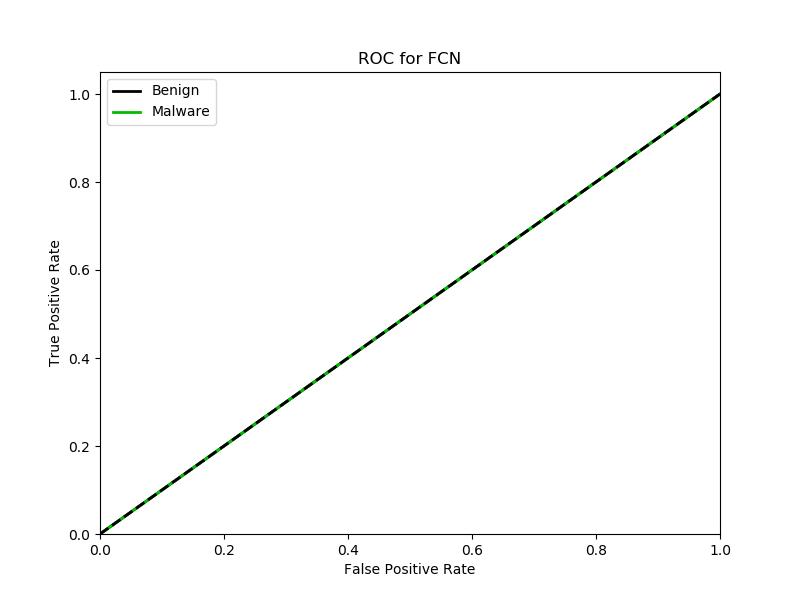 ROC for FCN
Benign
Malware
True Positive Rate
1.0
0.8
0.6
0.4
0.2
0.0
0.0 0.2 0.4 0.6 0.8 1.0
False Positive Rate